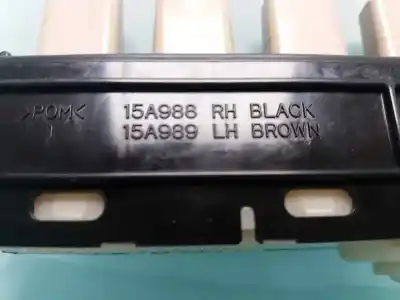 >POM< 15A988 RH BLACK
15A989 LH BROWN